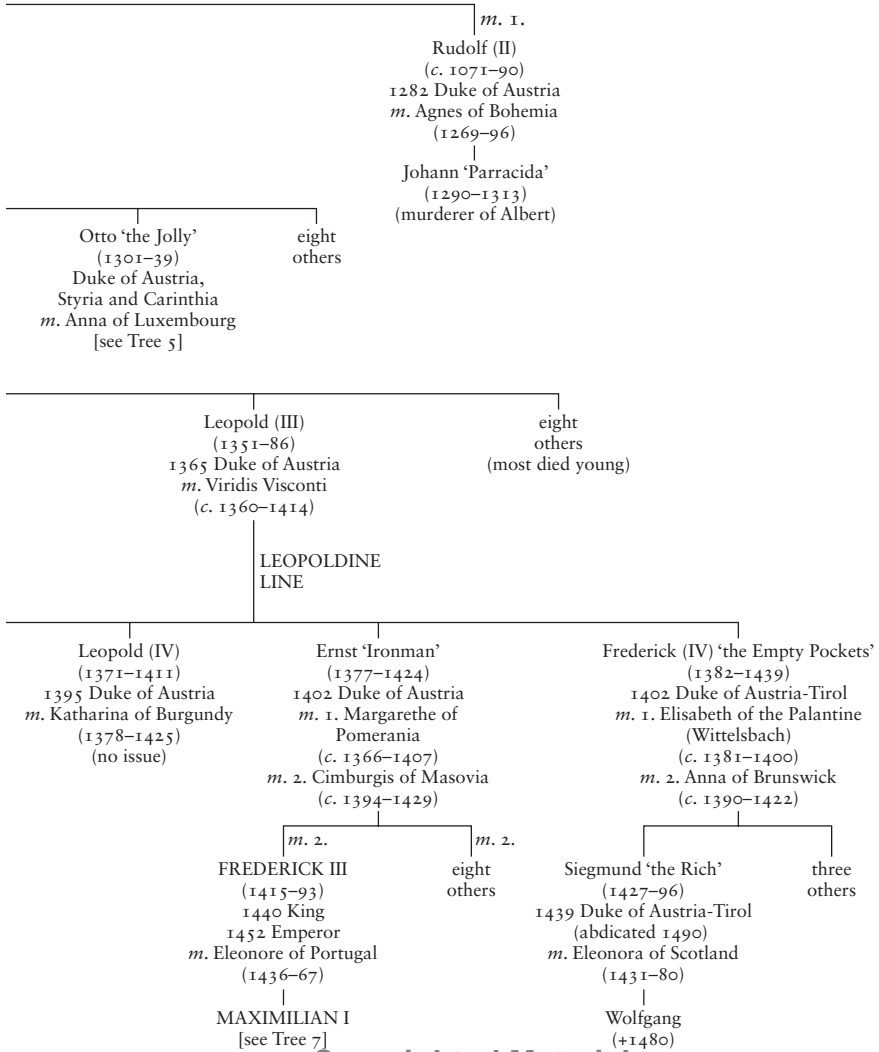 m. 1.
Rudolf (II)
(c. 1071–90)
1282 Duke of Austria
m. Agnes of Bohemia
(1269–96)
Johann ‘Parracida’
(1290–1313)
(murderer of Albert)
Otto ‘the Jolly’
(1301–39)
Duke of Austria,
Styria and Carinthia
m. Anna of Luxembourg
[see Tree 5]
eight
others
Leopold (III)
(1351–86)
1365 Duke of Austria
m. Viridis Visconti
(c. 1360–1414)
eight
others
(most died young)
LEOPOLDINE
LINE
Leopold (IV)
(1371–1411)
1395 Duke of Austria
m. Katharina of Burgundy
(1378–1425)
(no issue)
Ernst ‘Ironman’
(1377–1424)
1402 Duke of Austria
m. 1. Margarethe of
Pomerania
(c. 1366–1407)
m. 2. Cimburgis of Masovia
(c. 1394–1429)
Frederick (IV) ‘the Empty Pockets’
(1382–1439)
1402 Duke of Austria-Tirol
m. 1. Elisabeth of the Palantine
(Wittelsbach)
(c. 1381–1400)
m. 2. Anna of Brunswick
(c. 1390–1422)
m. 2.
FREDERICK III
(1415–93)
1440 King
1452 Emperor
m. Eleonore of Portugal
(1436–67)
MAXIMILIAN I
[see Tree 7]
m. 2.
eight
others
Siegmund ‘the Rich’
(1427–96)
1439 Duke of Austria-Tirol
(abdicated 1490)
m. Eleonora of Scotland
(1431–80)
Wolfgang
(+1480)
three
others